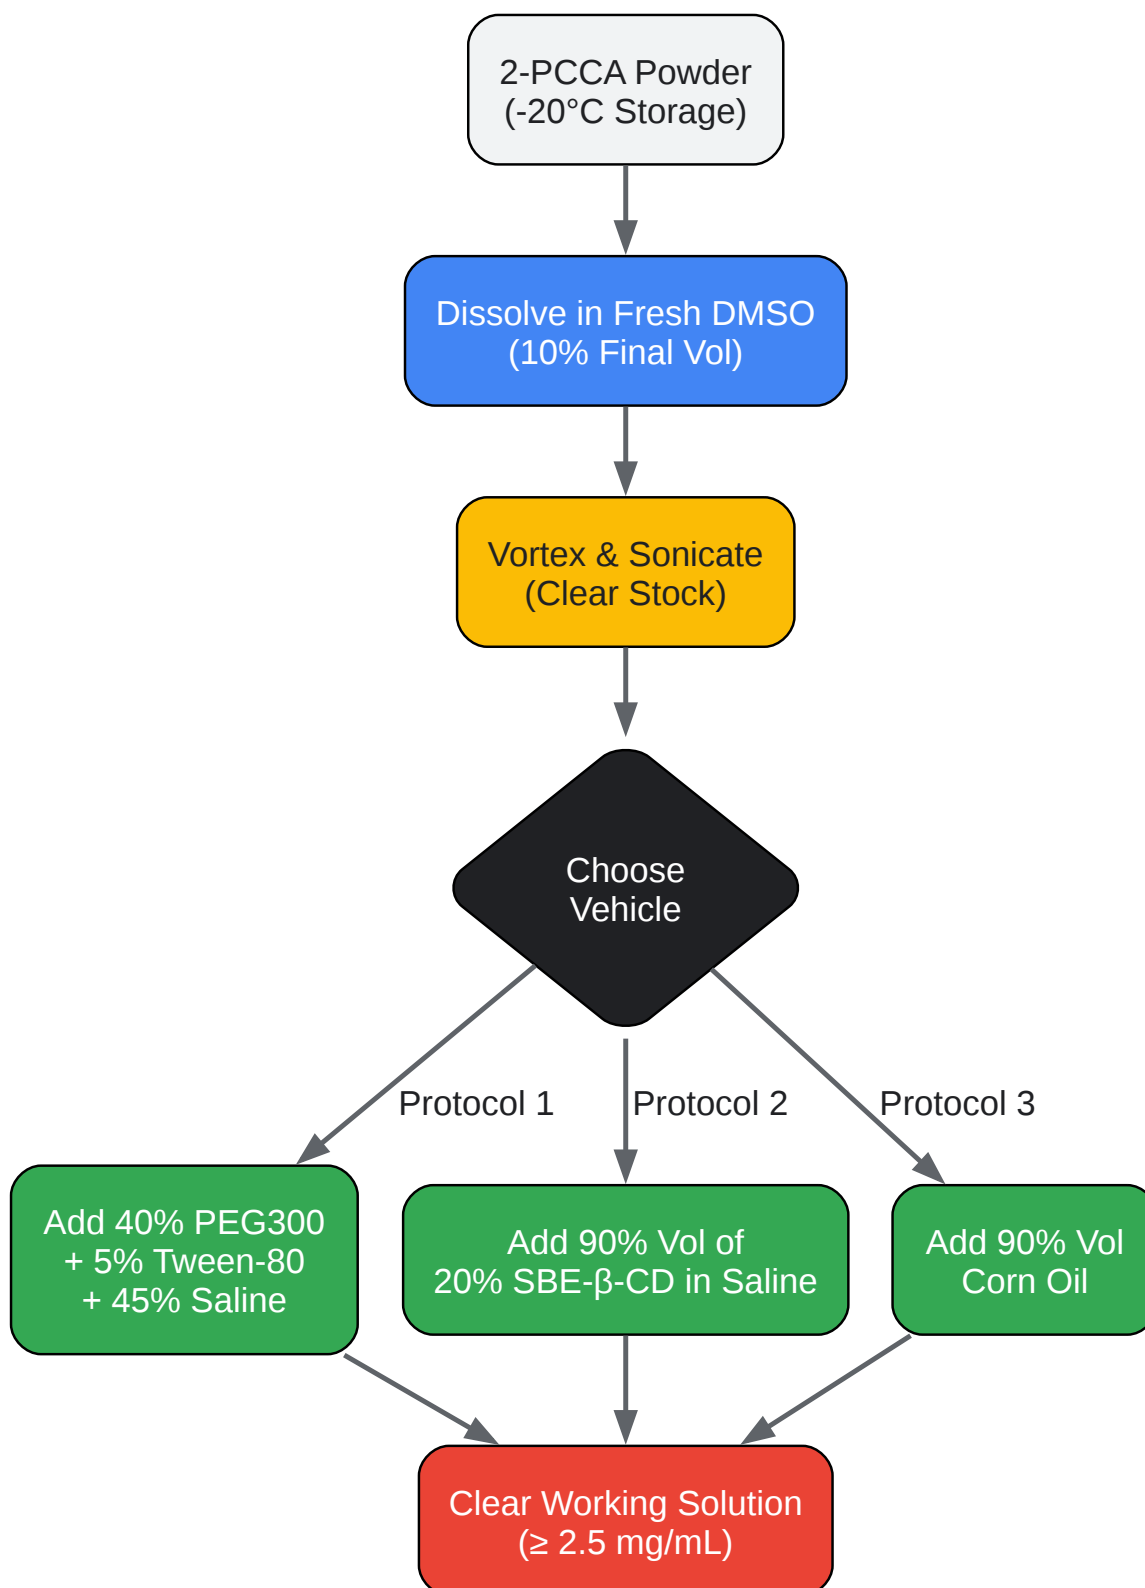 2-PCCA Powder
(-20°C Storage)
Dissolve in Fresh DMSO
(10% Final Vol)
Vortex & Sonicate
(Clear Stock)
Choose
Vehicle
Protocol 1
Protocol 2
Protocol 3
Add 40% PEG300
+ 5% Tween-80
+ 45% Saline
Add 90% Vol of
20% SBE-β-CD in Saline
Add 90% Vol
Corn Oil
Clear Working Solution
(≥ 2.5 mg/mL)